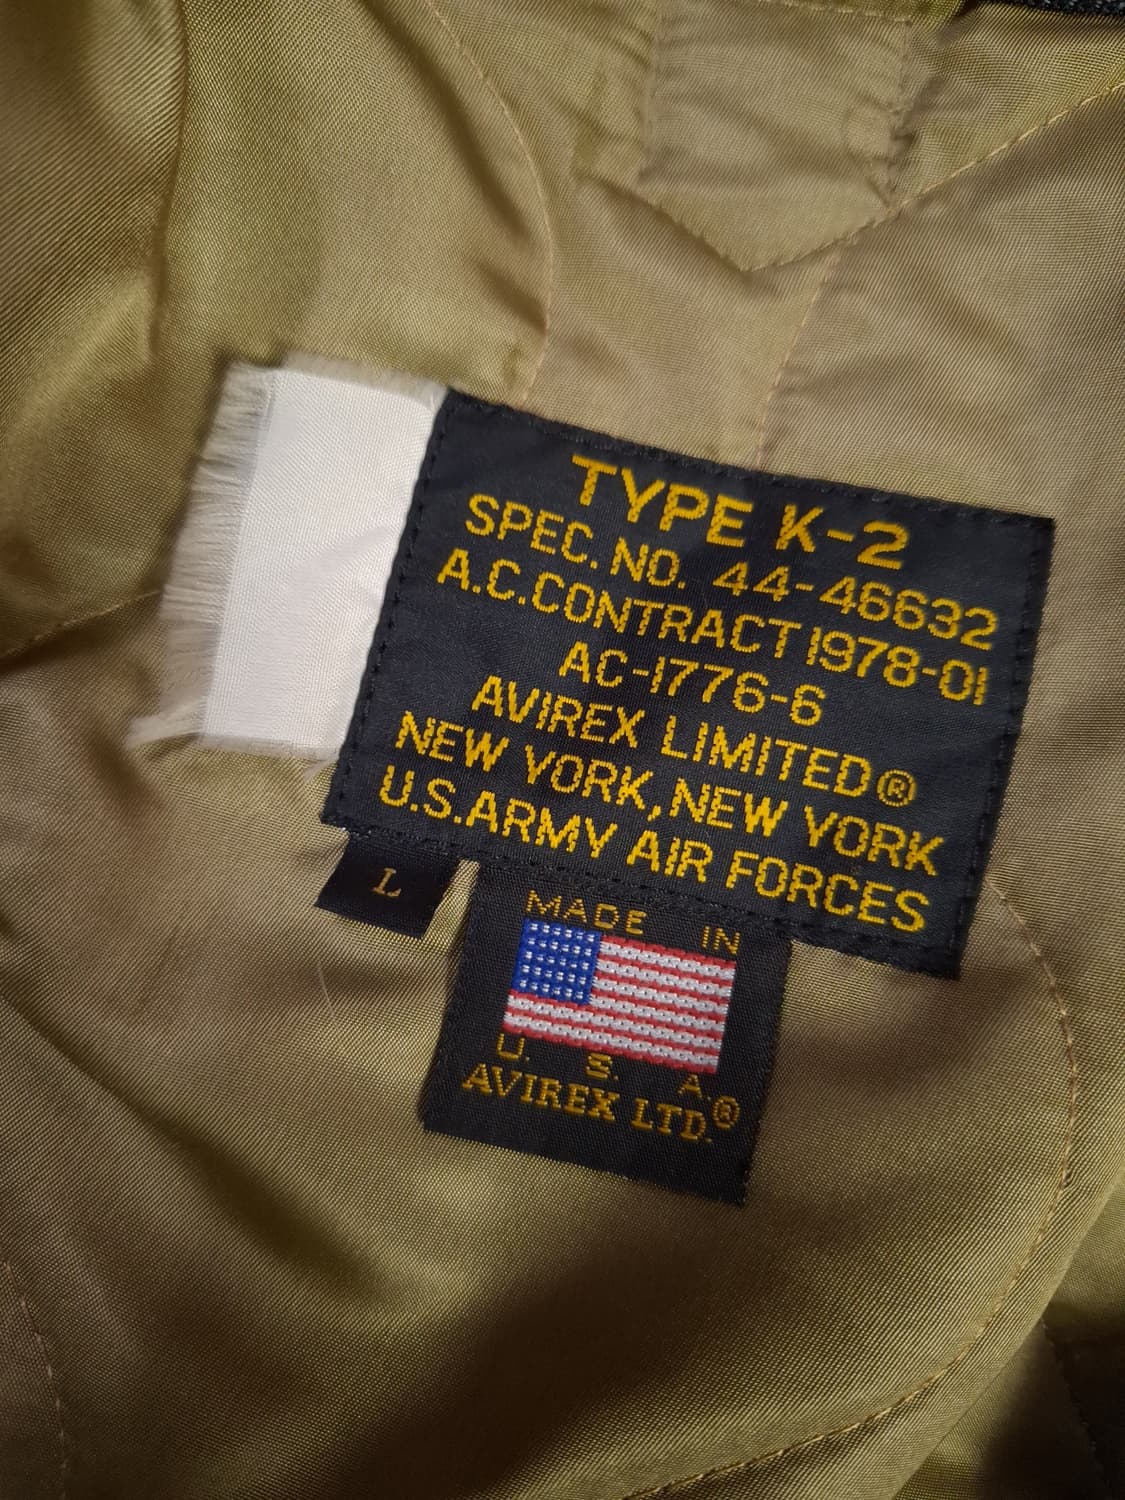 TYPE K-2
SPEC. NO. 44-46632
A.C.CONTRACT 1978-01
AC-1776-6
AVIREX LIMITED®
NEW YORK, NEW YORK
U.S.ARMY AIR FORCES
L
MADE IN
U. S. A.
AVIREX LTD.®